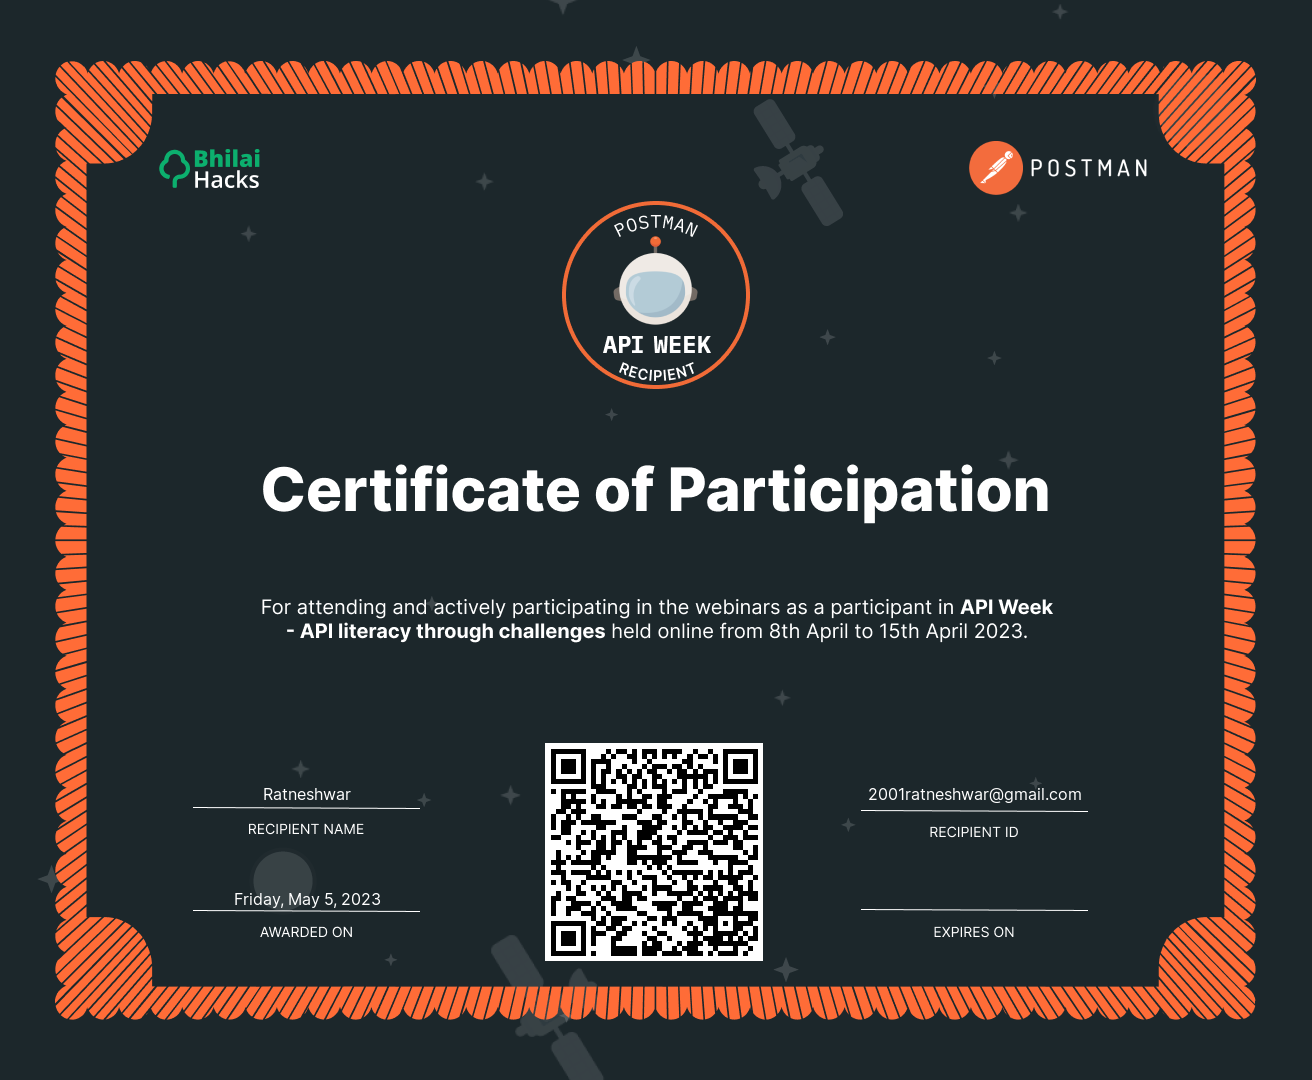 Bhilai
Hacks
POSTMAN
POSTMAN
API WEEK
RECIPIENT
Certificate of Participation
For attending and actively participating in the webinars as a participant in API Week
- API literacy through challenges held online from 8th April to 15th April 2023.
Ratneshwar
RECIPIENT NAME
2001ratneshwar@gmail.com
RECIPIENT ID
Friday, May 5, 2023
AWARDED ON
EXPIRES ON